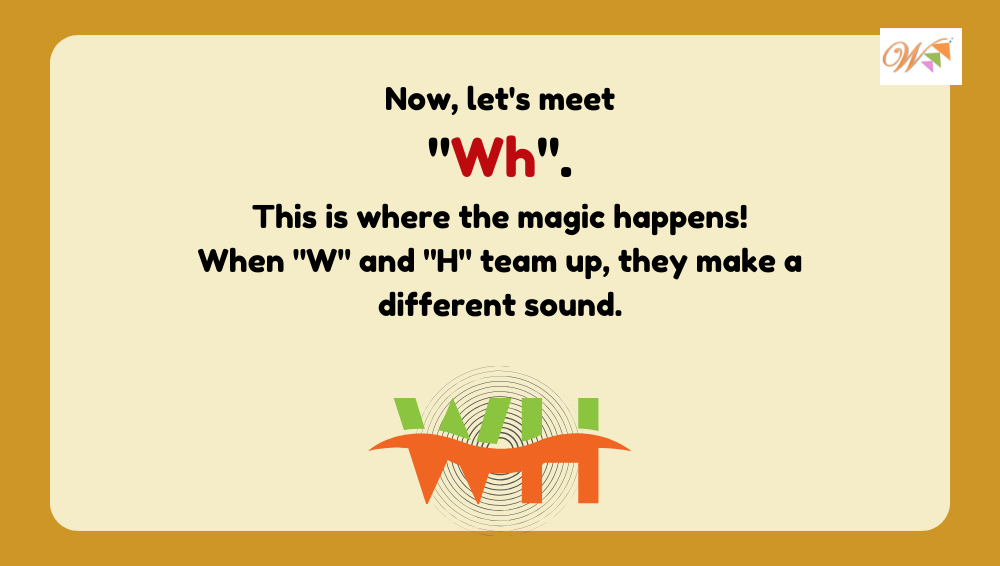 Now, let's meet
"Wh".
This is where the magic happens!
When "W" and "H" team up, they make a
different sound.
WH
W